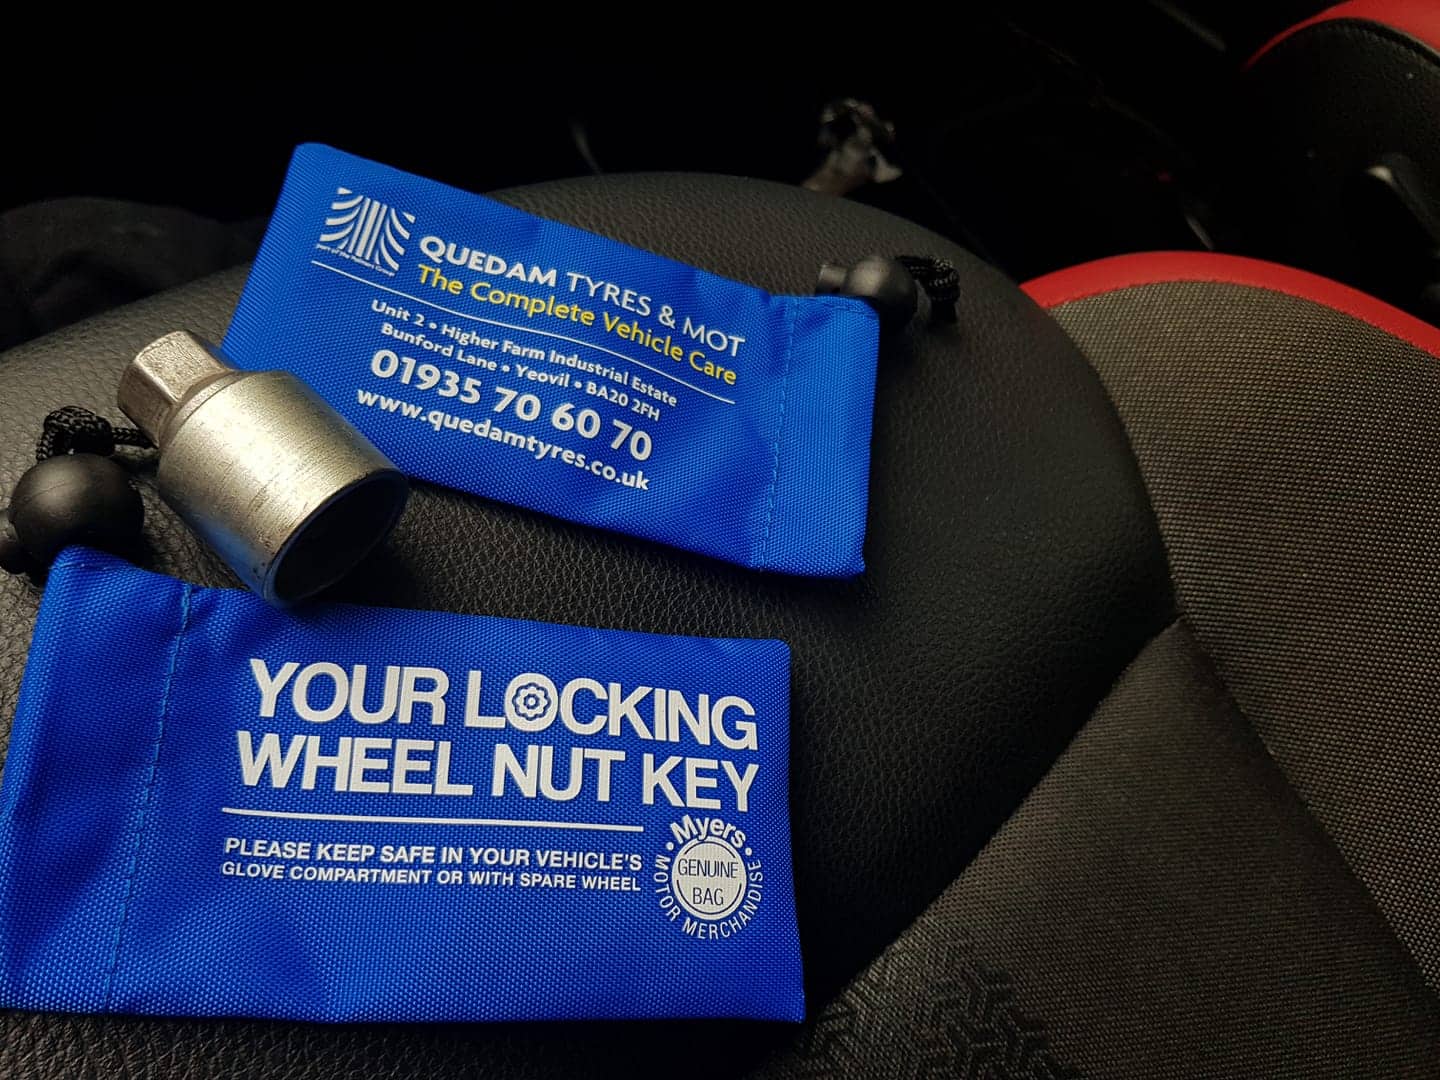 QUEDAM TYRES & MOT
The Complete Vehicle Care
Unit 2 • Higher Farm Industrial Estate
Bunford Lane • Yeovil • BA20 2FH
01935 70 60 70
www.quedamtyres.co.uk
YOUR LOCKING
WHEEL NUT KEY
PLEASE KEEP SAFE IN YOUR VEHICLE'S
GLOVE COMPARTMENT OR WITH SPARE WHEEL
• Myers •
GENUINE
BAG
MOTOR MERCHANDISE